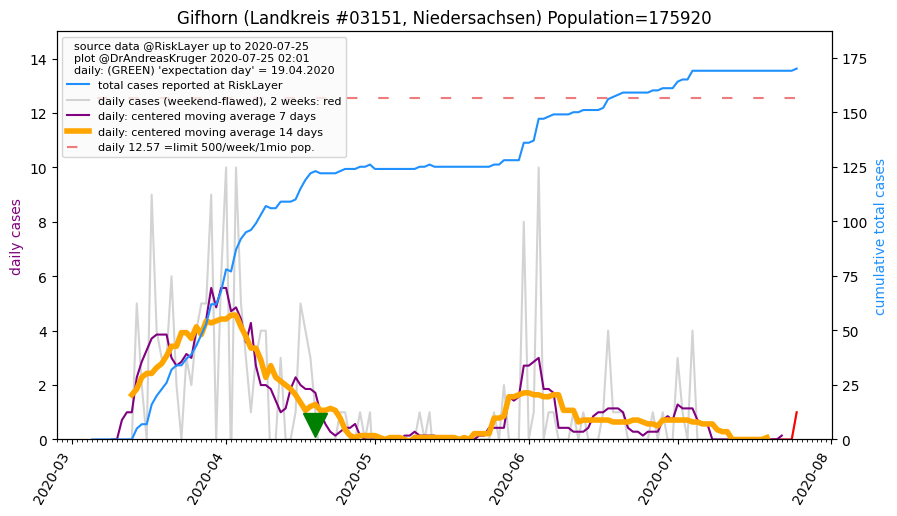 Gifhorn (Landkreis #03151, Niedersachsen) Population=175920
source data @RiskLayer up to 2020-07-25
plot @DrAndreasKruger 2020-07-25 02:01
daily: (GREEN) 'expectation day' = 19.04.2020
total cases reported at RiskLayer
daily cases (weekend-flawed), 2 weeks: red
daily: centered moving average 7 days
daily: centered moving average 14 days
daily 12.57 =limit 500/week/1mio pop.
daily cases
14
12
10
8
6
4
2
0
cumulative total cases
175
150
125
100
75
50
25
0
2020-03
2020-04
2020-05
2020-06
2020-07
2020-08